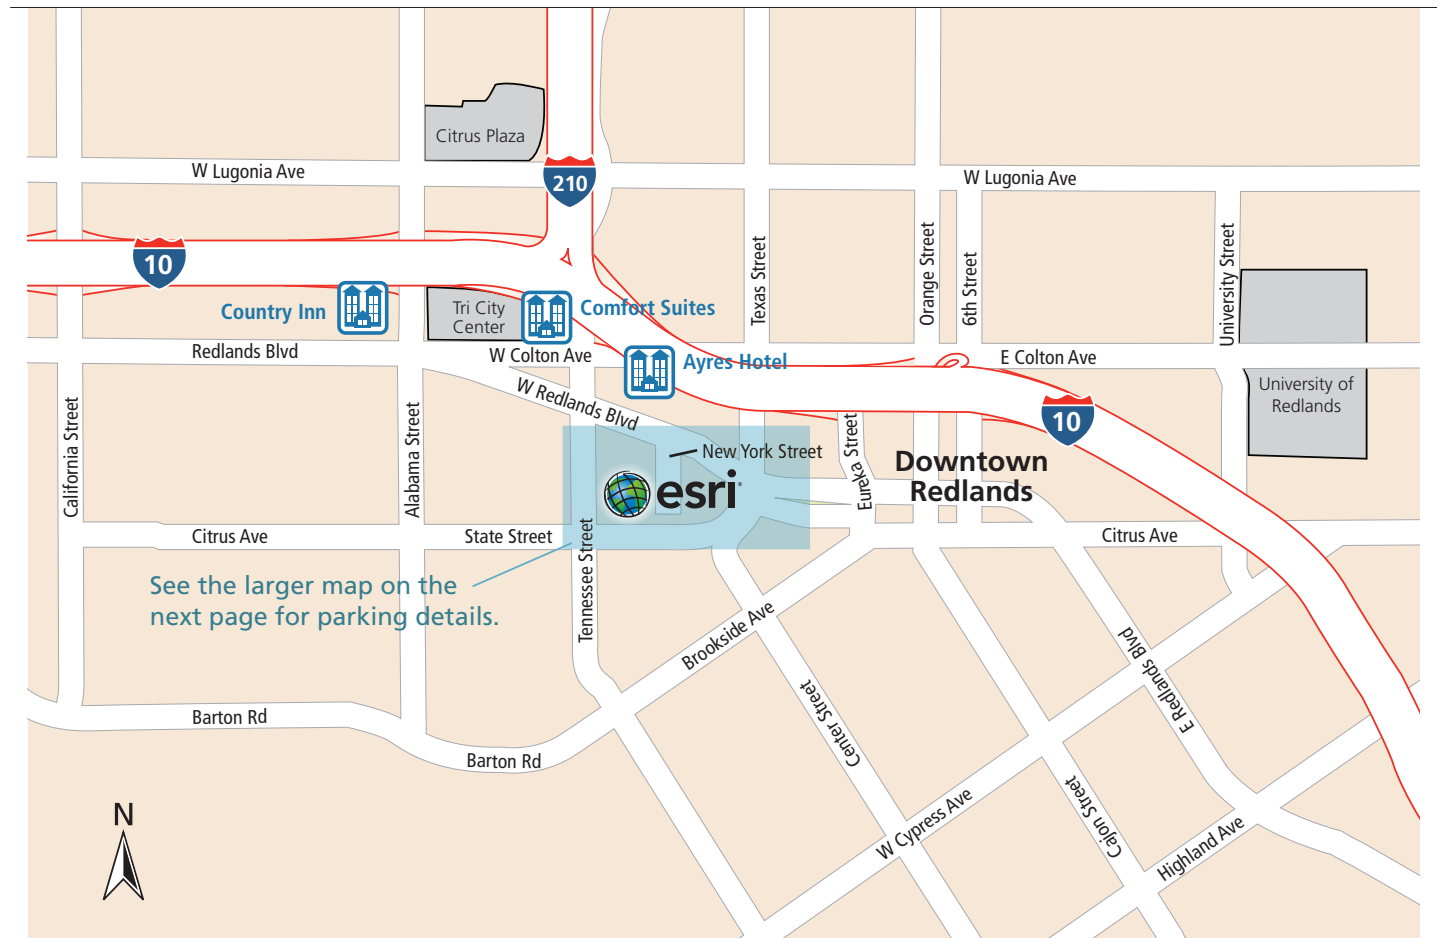 Citrus Plaza
W Lugonia Ave
210
W Lugonia Ave
10
Country Inn
Tri City
Center
Comfort Suites
Texas Street
Orange Street
6th Street
University Street
Redlands Blvd
W Colton Ave
Ayres Hotel
E Colton Ave
W Redlands Blvd
University of
Redlands
10
California Street
Alabama Street
New York Street
Eureka Street
Downtown
Redlands
esri
Citrus Ave
State Street
Tennessee Street
Citrus Ave
See the larger map on the
next page for parking details.
Brookside Ave
E Redlands Blvd
Center Street
Barton Rd
Barton Rd
Cajon Street
W Cypress Ave
Highland Ave
N